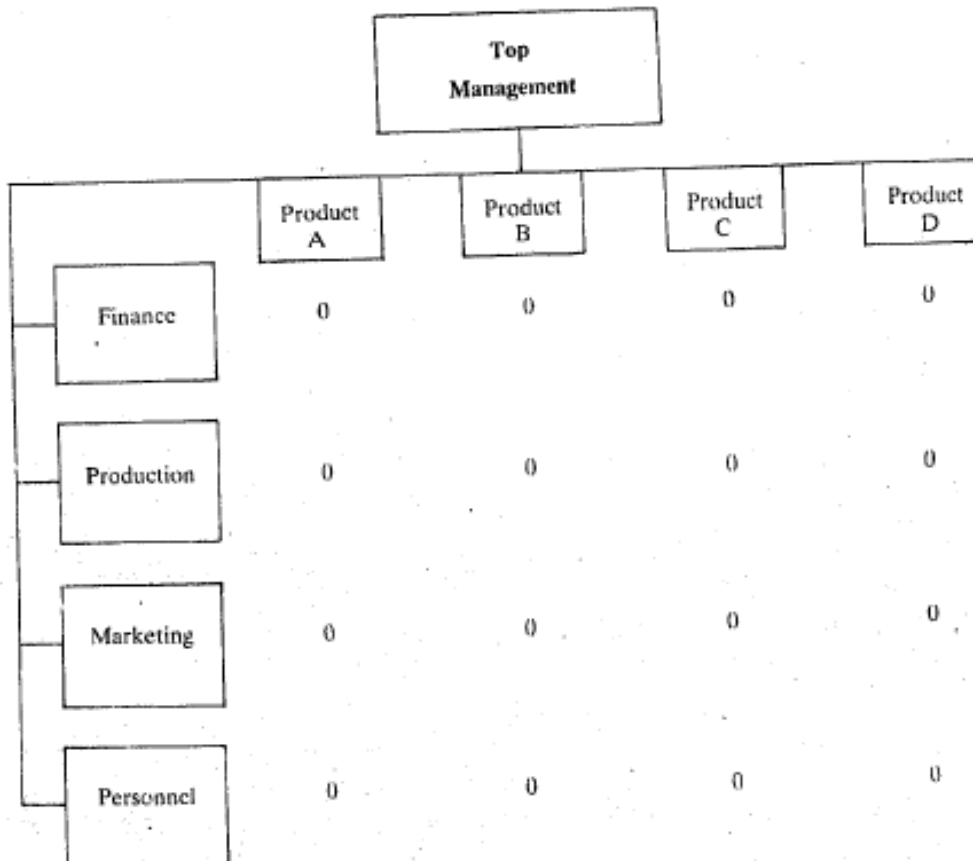 Top
Management
Product
A
Product
B
Product
C
Product
D
Finance
0
0
0
0
Production
0
0
0
0
Marketing
0
0
0
0
Personnel
0
0
0
0